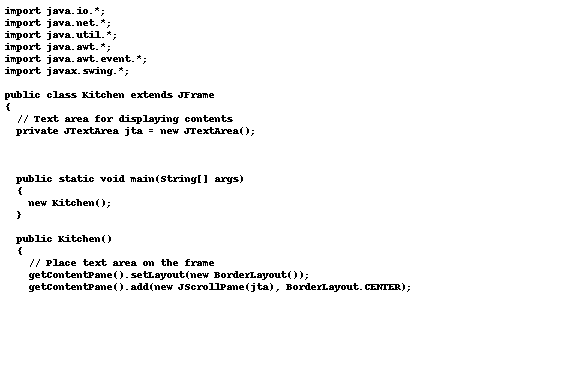 import java.io.*;
import java.net.*;
import java.util.*;
import java.awt.*;
import java.awt.event.*;
import javax.swing.*;
public class Kitchen extends JFrame
{
// Text area for displaying contents
private JTextArea jta = new JTextArea();
public static void main(String[] args)
{
new Kitchen();
}
public Kitchen()
{
// Place text area on the frame
getContentPane().setLayout(new BorderLayout());
getContentPane().add(new JScrollPane(jta), BorderLayout.CENTER);